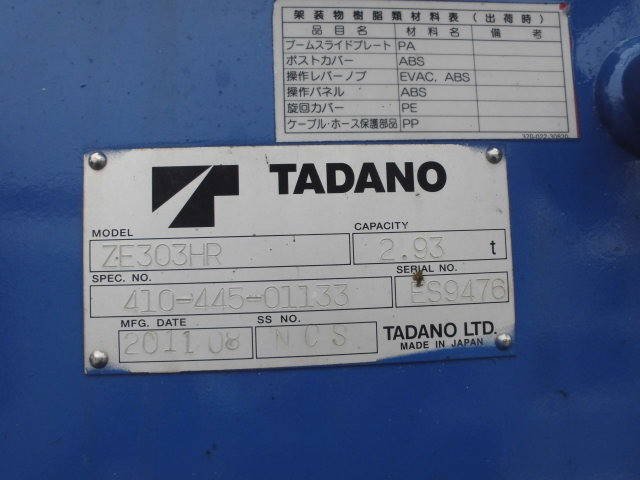 架装物樹脂類材料表(出荷時)
品目名 材料名 備考
ブームスライドプレート PA
ポストカバー ABS
操作レバーノブ EVAC, ABS
操作パネル ABS
旋回カバー PE
ケーブル・ホース保護部品 PP
370-022-30820
TADANO
MODEL CAPACITY
ZE303HR 2.93 t
SPEC. NO. SERIAL NO.
410-445-01133 ES9476
MFG. DATE SS NO.
2011 08 NCS TADANO LTD.
MADE IN JAPAN